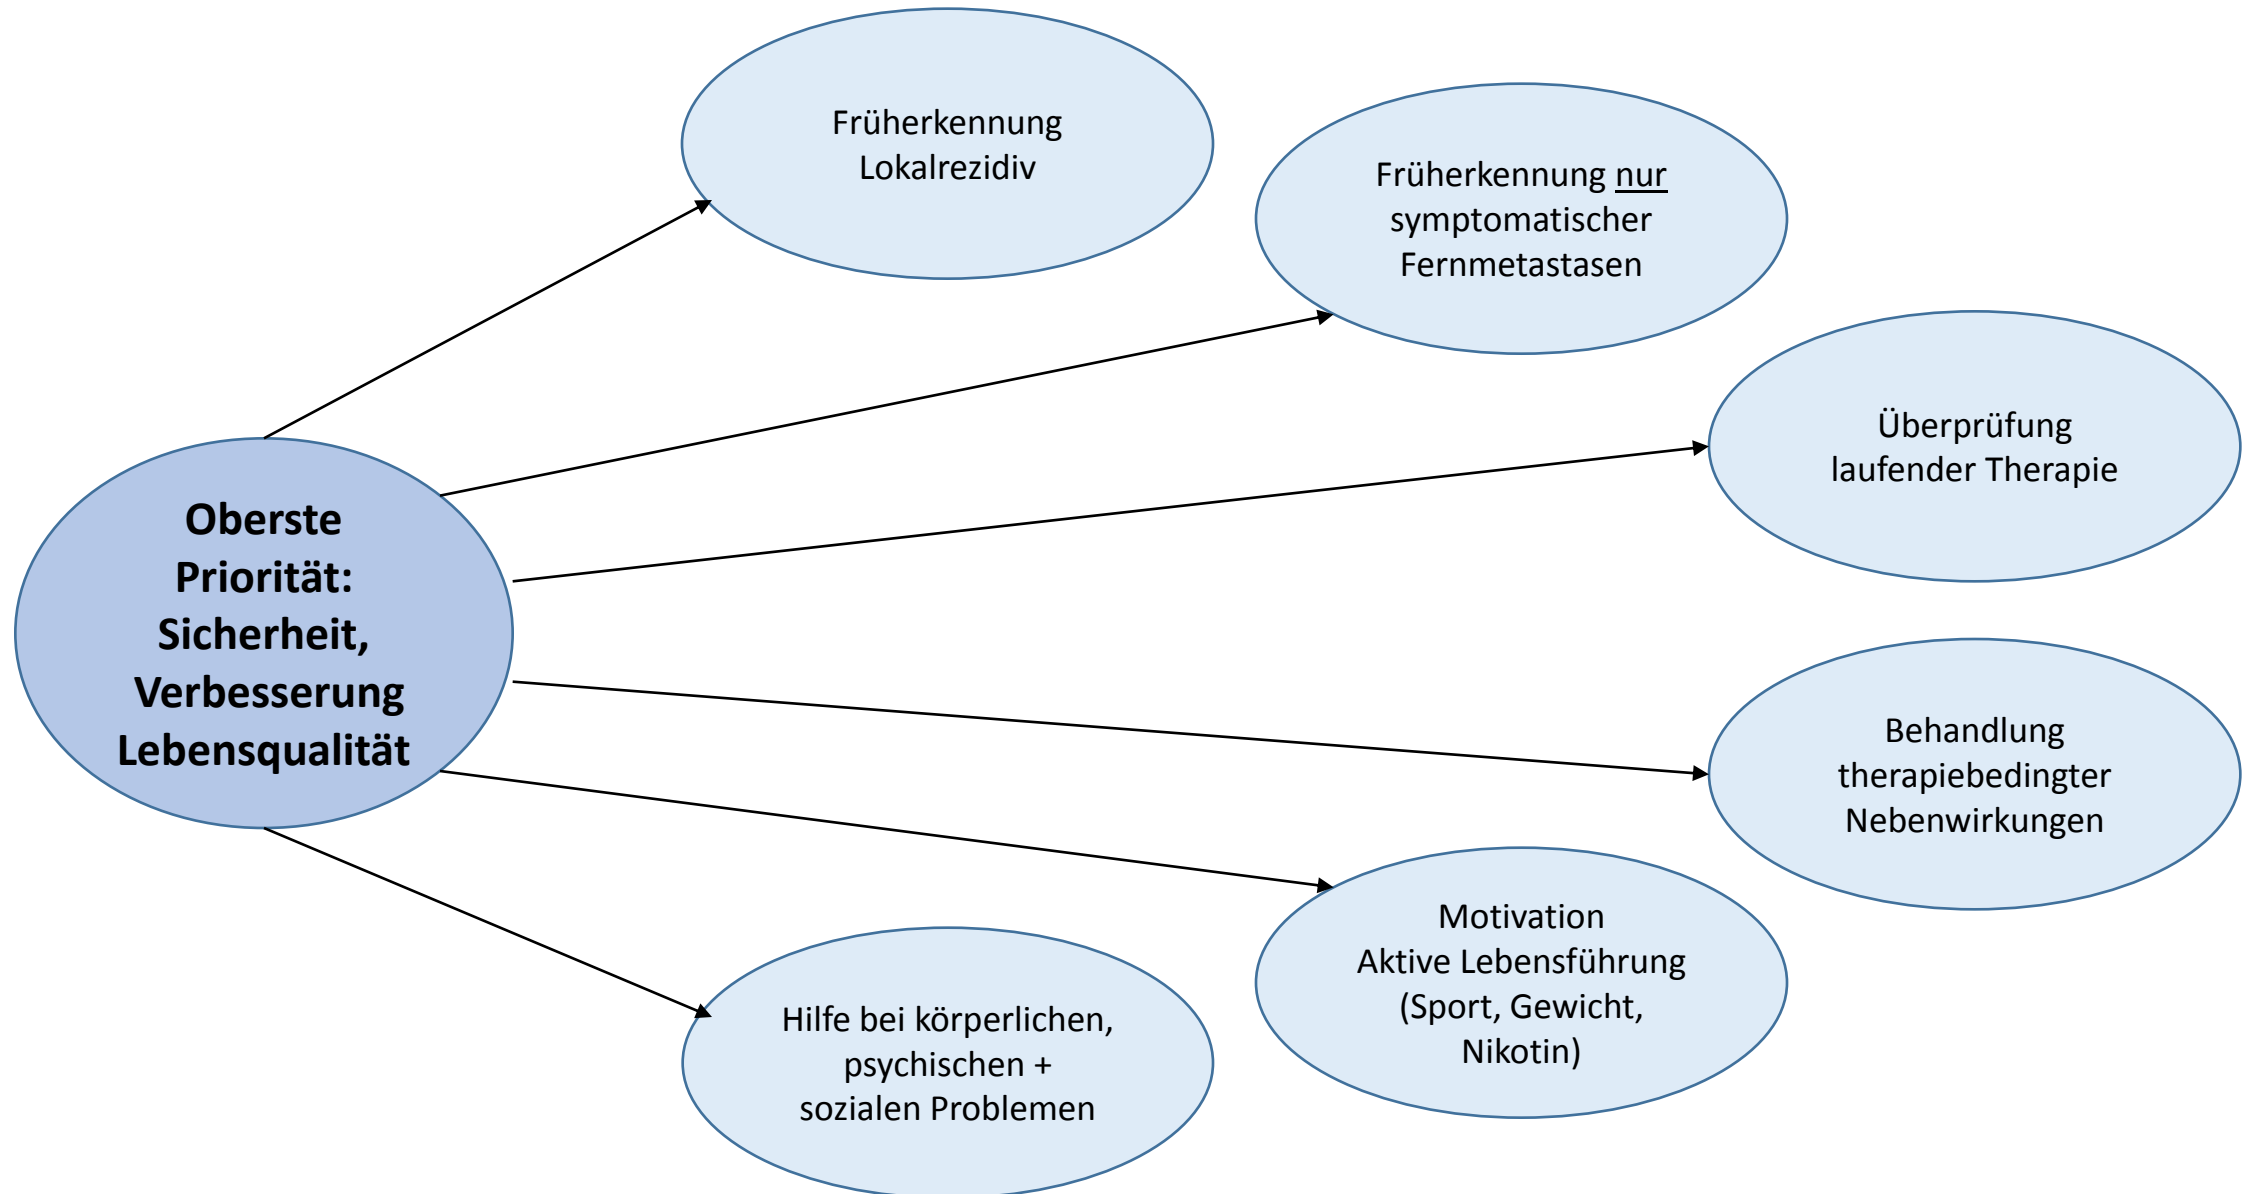 Früherkennung
Lokalrezidiv
Früherkennung nur
symptomatischer
Fernmetastasen
Überprüfung
laufender Therapie
Oberste
Priorität:
Sicherheit,
Verbesserung
Lebensqualität
Behandlung
therapiebedingter
Nebenwirkungen
Motivation
Aktive Lebensführung
(Sport, Gewicht,
Nikotin)
Hilfe bei körperlichen,
psychischen +
sozialen Problemen